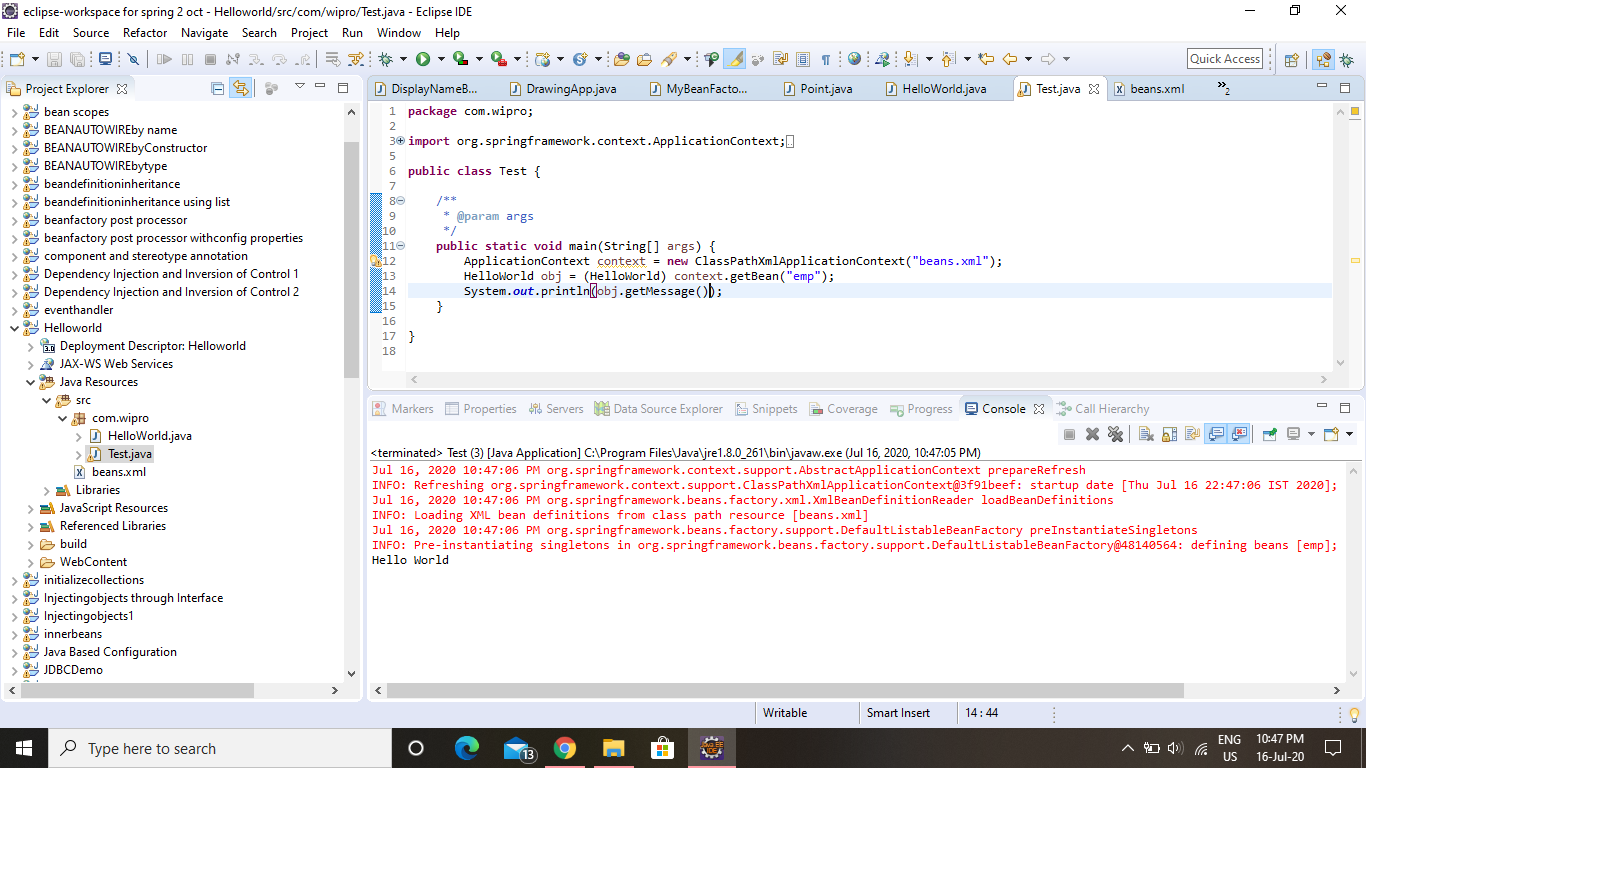 eclipse-workspace for spring 2 oct - Helloworld/src/com/wipro/Test.java - Eclipse IDE
File Edit Source Refactor Navigate Search Project Run Window Help
Quick Access
Project Explorer
bean scopes
BEANAUTOWIREby name
BEANAUTOWIREbyConstructor
BEANAUTOWIREbytype
beandefinitioninheritance
beandefinitioninheritance using list
beanfactory post processor
beanfactory post processor withconfig properties
component and stereotype annotation
Dependency Injection and Inversion of Control 1
Dependency Injection and Inversion of Control 2
eventhandler
Helloworld
Deployment Descriptor: Helloworld
JAX-WS Web Services
Java Resources
src
com.wipro
HelloWorld.java
Test.java
beans.xml
Libraries
JavaScript Resources
Referenced Libraries
build
WebContent
initializecollections
Injectingobjects through Interface
Injectingobjects1
innerbeans
Java Based Configuration
JDBCDemo
DisplayNameB... DrawingApp.java MyBeanFacto... Point.java HelloWorld.java Test.java beans.xml »2
1 package com.wipro;
2
3 import org.springframework.context.ApplicationContext;
5
6 public class Test {
7
8 /**
9 * @param args
10 */
11 public static void main(String[] args) {
12 ApplicationContext context = new ClassPathXmlApplicationContext("beans.xml");
13 HelloWorld obj = (HelloWorld) context.getBean("emp");
14 System.out.println(obj.getMessage());
15 }
16
17 }
18
Markers Properties Servers Data Source Explorer Snippets Coverage Progress Console Call Hierarchy
<terminated> Test (3) [Java Application] C:\Program Files\Java\jre1.8.0_261\bin\javaw.exe (Jul 16, 2020, 10:47:05 PM)
Jul 16, 2020 10:47:06 PM org.springframework.context.support.AbstractApplicationContext prepareRefresh
INFO: Refreshing org.springframework.context.support.ClassPathXmlApplicationContext@3f91beef: startup date [Thu Jul 16 22:47:06 IST 2020];
Jul 16, 2020 10:47:06 PM org.springframework.beans.factory.xml.XmlBeanDefinitionReader loadBeanDefinitions
INFO: Loading XML bean definitions from class path resource [beans.xml]
Jul 16, 2020 10:47:06 PM org.springframework.beans.factory.support.DefaultListableBeanFactory preInstantiateSingletons
INFO: Pre-instantiating singletons in org.springframework.beans.factory.support.DefaultListableBeanFactory@48140564: defining beans [emp];
Hello World
Writable Smart Insert 14 : 44
Type here to search
13
ENG
US
10:47 PM
16-Jul-20